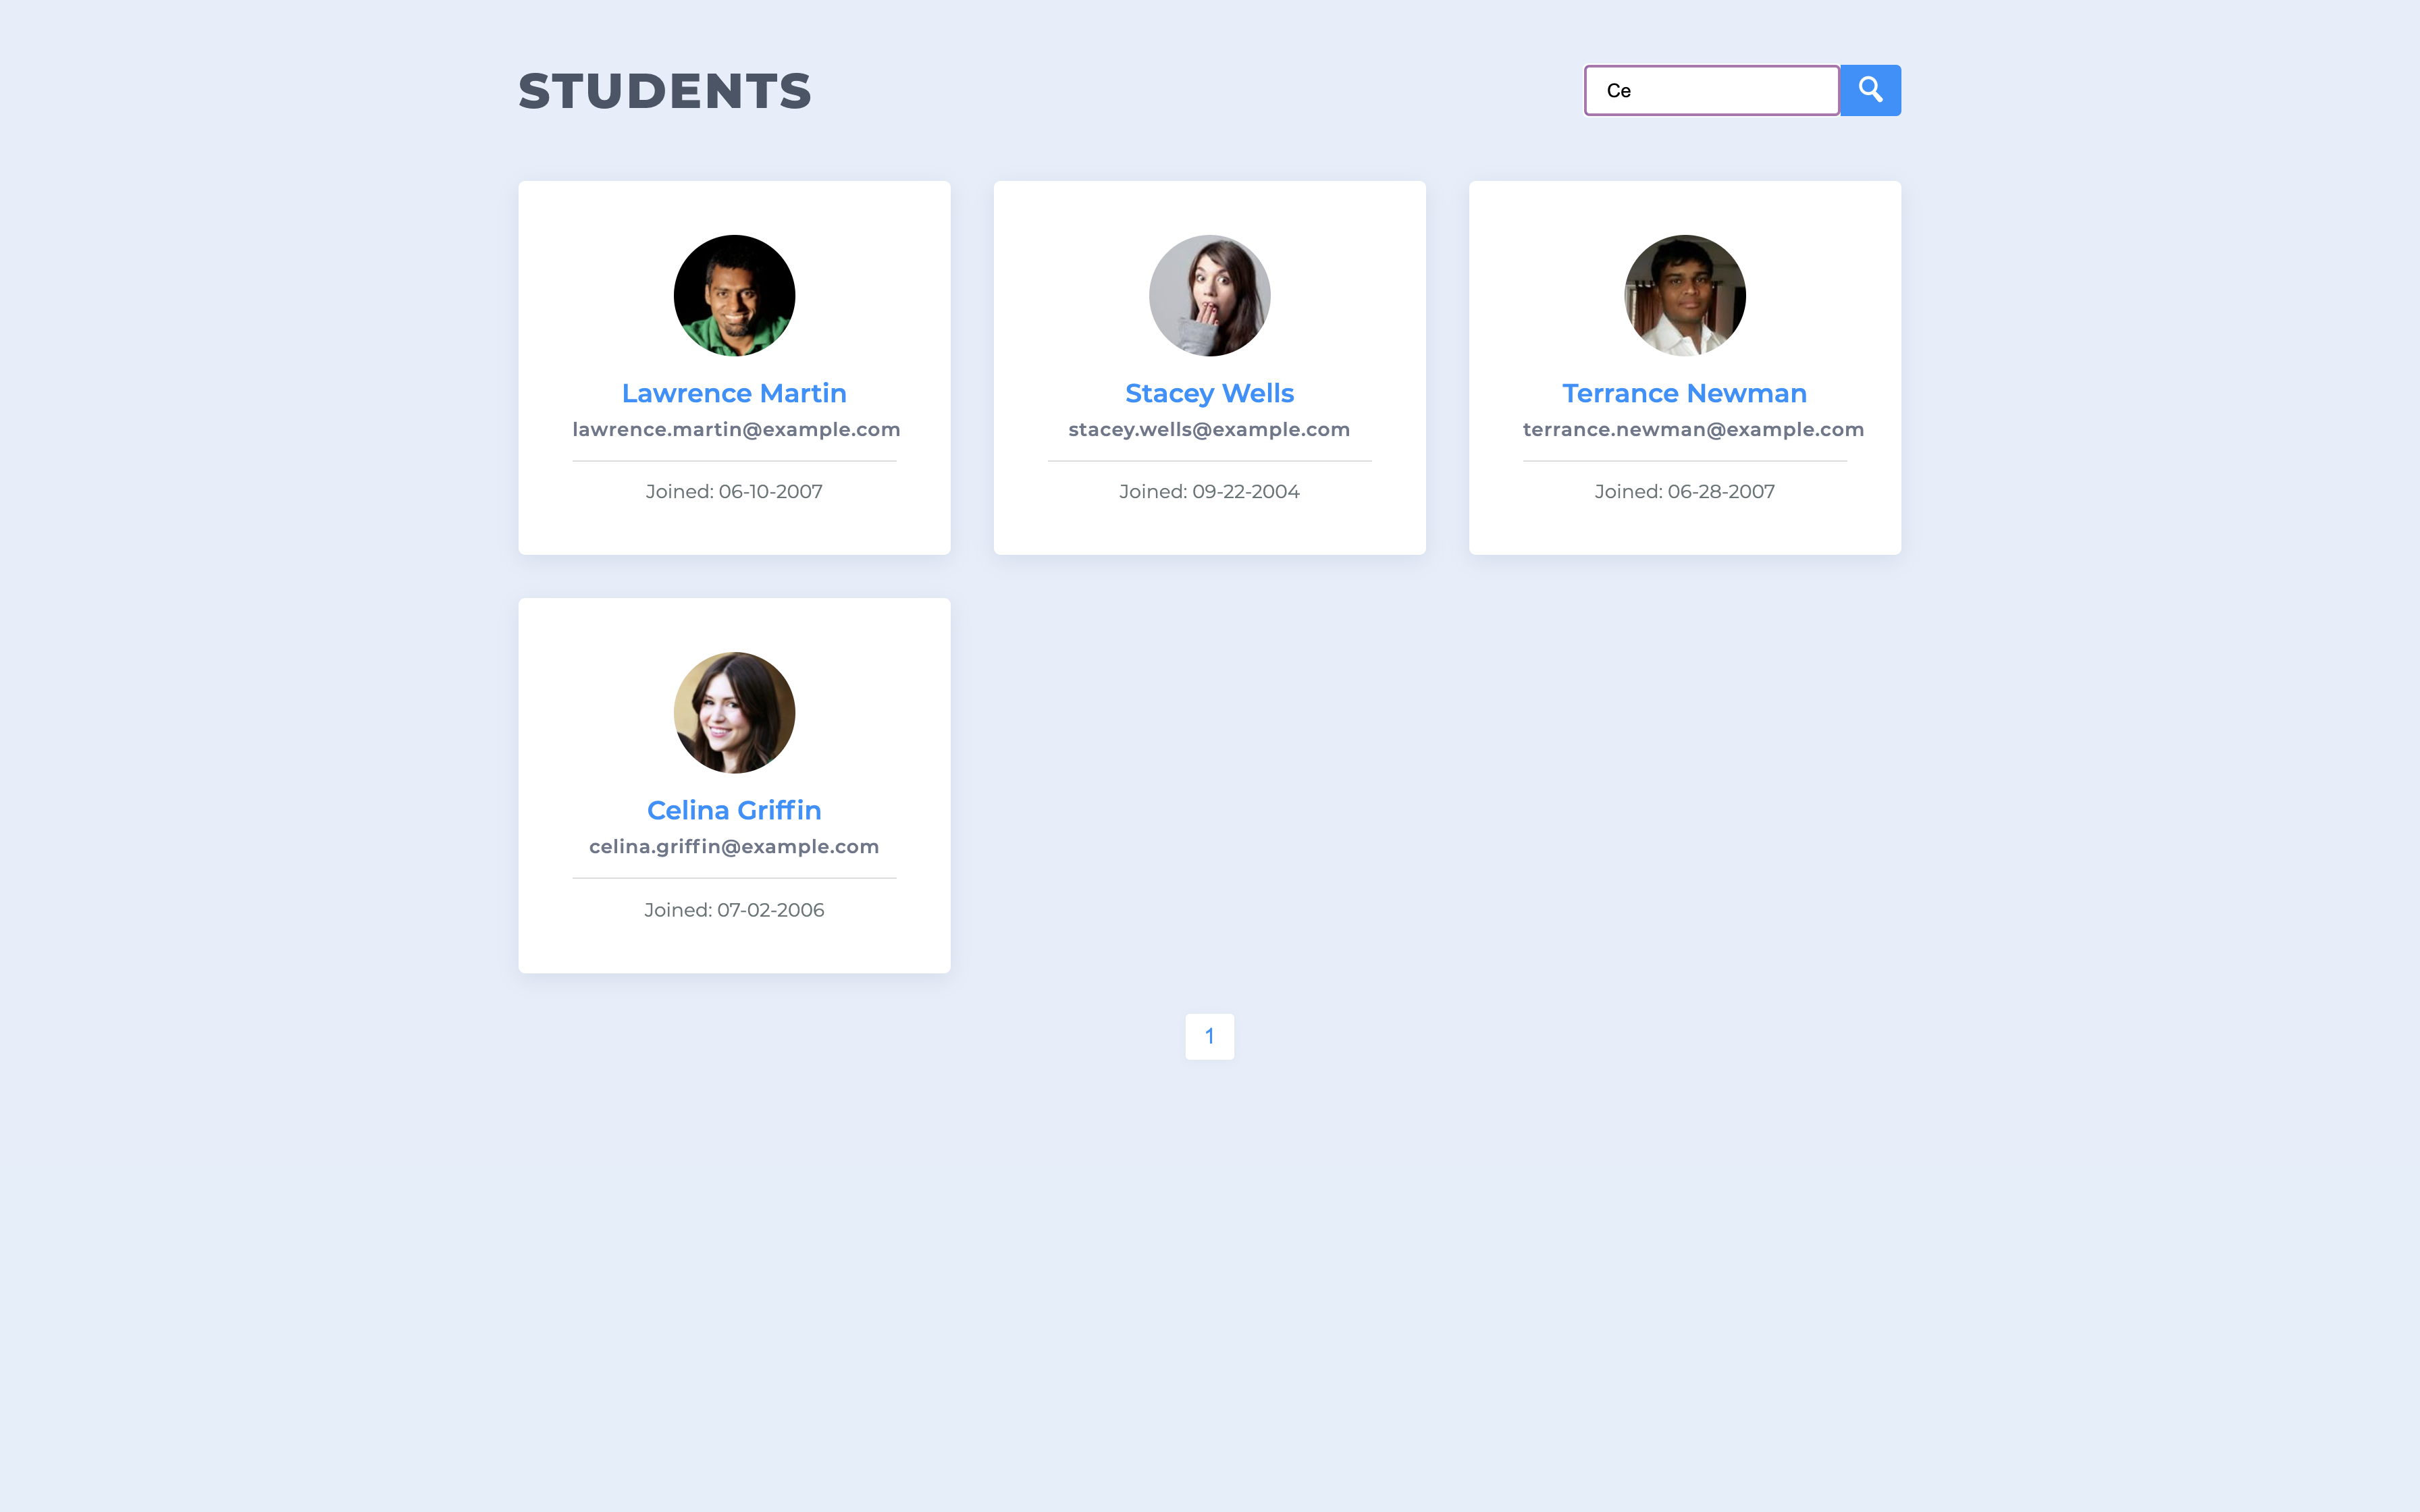 STUDENTS
Ce
Lawrence Martin
lawrence.martin@example.com
Joined: 06-10-2007
Stacey Wells
stacey.wells@example.com
Joined: 09-22-2004
Terrance Newman
terrance.newman@example.com
Joined: 06-28-2007
Celina Griffin
celina.griffin@example.com
Joined: 07-02-2006
1